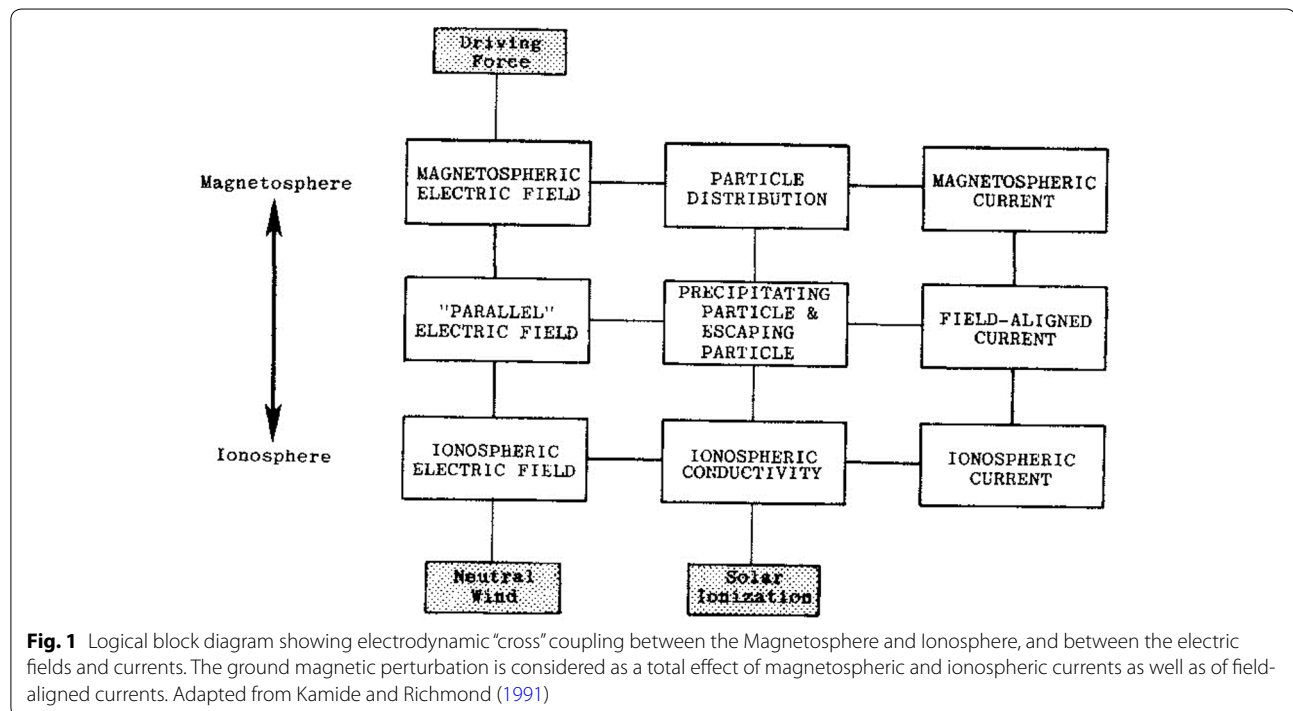 Driving
Force
Magnetosphere
MAGNETOSPHERIC
ELECTRIC FIELD
PARTICLE
DISTRIBUTION
MAGNETOSPHERIC
CURRENT
"PARALLEL"
ELECTRIC FIELD
PRECIPITATING
PARTICLE &
ESCAPING
PARTICLE
FIELD-ALIGNED
CURRENT
Ionosphere
IONOSPHERIC
ELECTRIC FIELD
IONOSPHERIC
CONDUCTIVITY
IONOSPHERIC
CURRENT
Neutral
Wind
Solar
Ionization
Fig. 1 Logical block diagram showing electrodynamic “cross” coupling between the Magnetosphere and Ionosphere, and between the electric
fields and currents. The ground magnetic perturbation is considered as a total effect of magnetospheric and ionospheric currents as well as of field-
aligned currents. Adapted from Kamide and Richmond (1991)